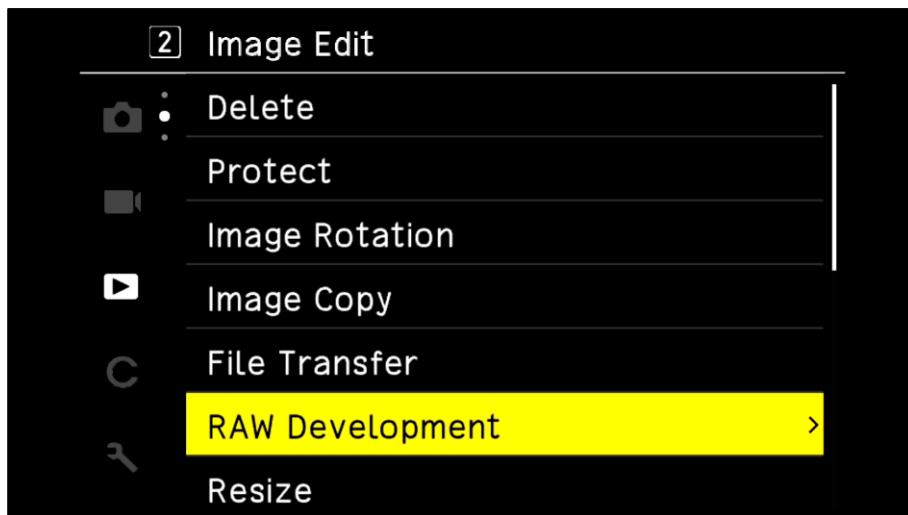 2 Image Edit
Delete
Protect
Image Rotation
Image Copy
File Transfer
C
RAW Development >
Resize